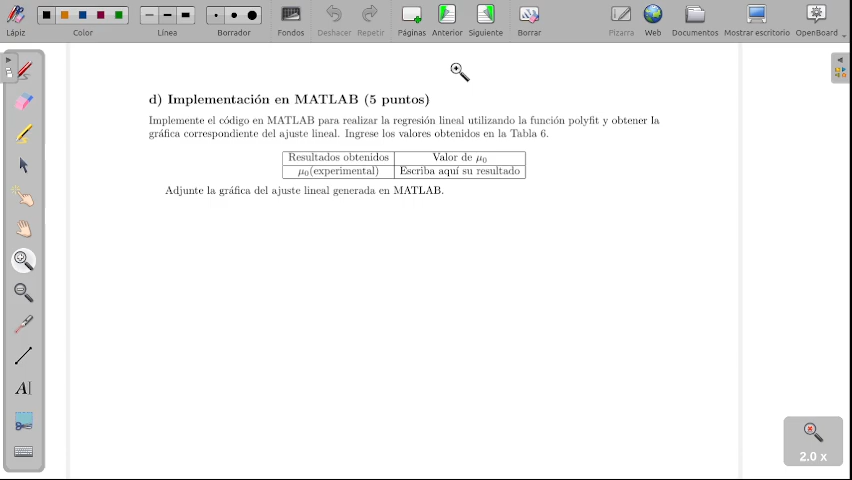 Lápiz
Color
Línea
Borrador
Fondos
Deshacer
Repetir
Páginas
Anterior
Siguiente
Borrar
Pizarra
Web
Documentos
Mostrar escritorio
OpenBoard
d) Implementación en MATLAB (5 puntos)
Implemente el código en MATLAB para realizar la regresión lineal utilizando la función polyfit y obtener la
gráfica correspondiente del ajuste lineal. Ingrese los valores obtenidos en la Tabla 6.
Resultados obtenidos Valor de μ₀
μ₀(experimental) Escriba aquí su resultado
Adjunte la gráfica del ajuste lineal generada en MATLAB.
A
2.0 x